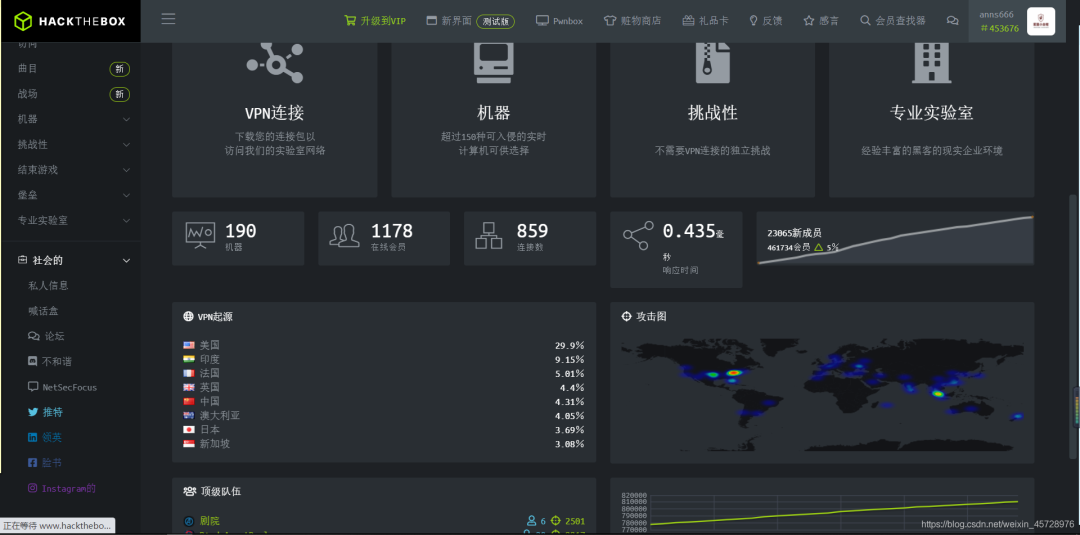 HACKTHEBOX
升级到VIP
新界面 测试版
Pwnbox
赃物商店
礼品卡
反馈
感言
会员查找器
anns666
#453676
访问
曲目 新
战场 新
机器
挑战性
结束游戏
堡垒
专业实验室
社会的
私人信息
喊话盒
论坛
不和谐
NetSecFocus
推特
领英
脸书
Instagram的
VPN连接
下载您的连接包以
访问我们的实验室网络
机器
超过150种可入侵的实时
计算机可供选择
挑战性
不需要VPN连接的独立挑战
专业实验室
经验丰富的黑客的现实企业环境
190
机器
1178
在线会员
859
连接数
0.435毫
秒
响应时间
23065新成员
461734会员 5%
VPN起源
美国 29.9%
印度 9.15%
法国 5.01%
英国 4.4%
中国 4.31%
澳大利亚 4.05%
日本 3.69%
新加坡 3.08%
攻击图
顶级队伍
剧院 6 2501
820000
810000
800000
790000
780000
770000
正在等待 www.hackthebo...
https://blog.csdn.net/weixin_45728976